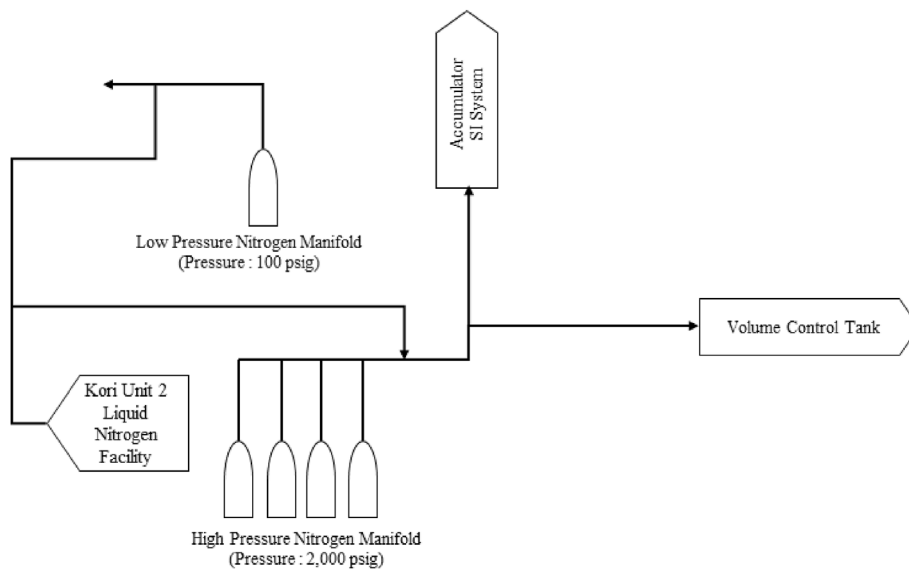 Accumulator
SI System
Low Pressure Nitrogen Manifold
(Pressure : 100 psig)
Volume Control Tank
Kori Unit 2
Liquid
Nitrogen
Facility
High Pressure Nitrogen Manifold
(Pressure : 2,000 psig)